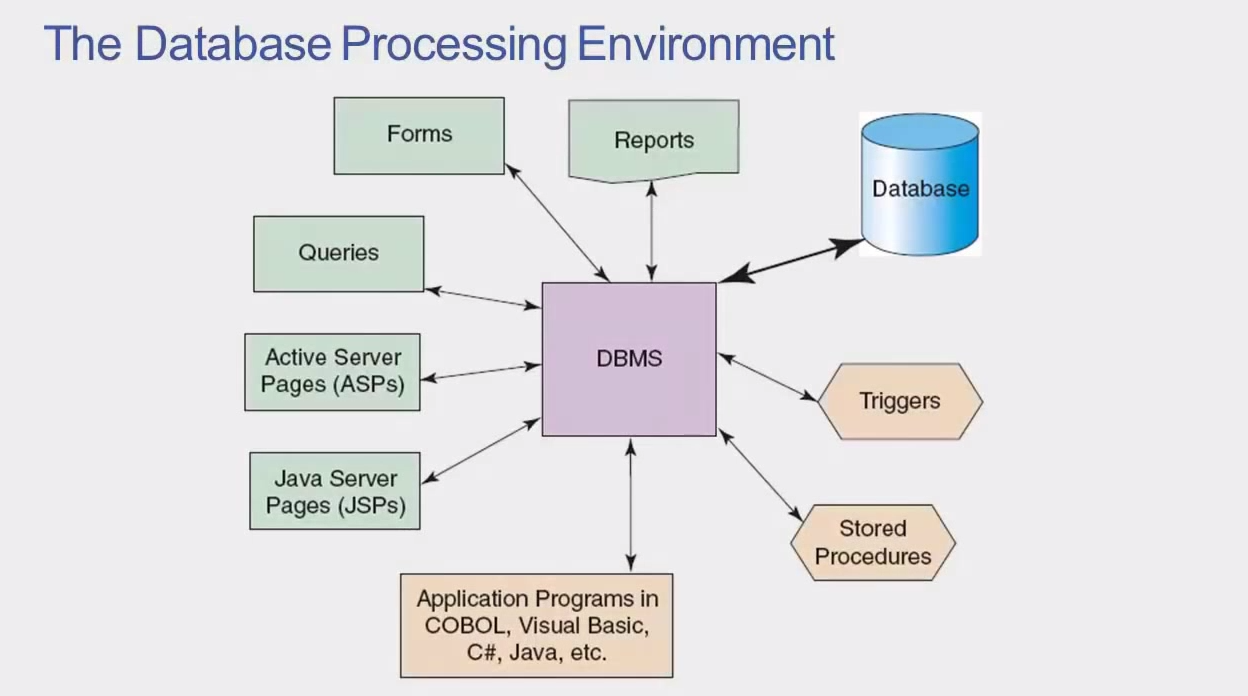 The Database Processing Environment
Forms
Reports
Database
Queries
DBMS
Active Server
Pages (ASPs)
Triggers
Java Server
Pages (JSPs)
Stored
Procedures
Application Programs in
COBOL, Visual Basic,
C#, Java, etc.